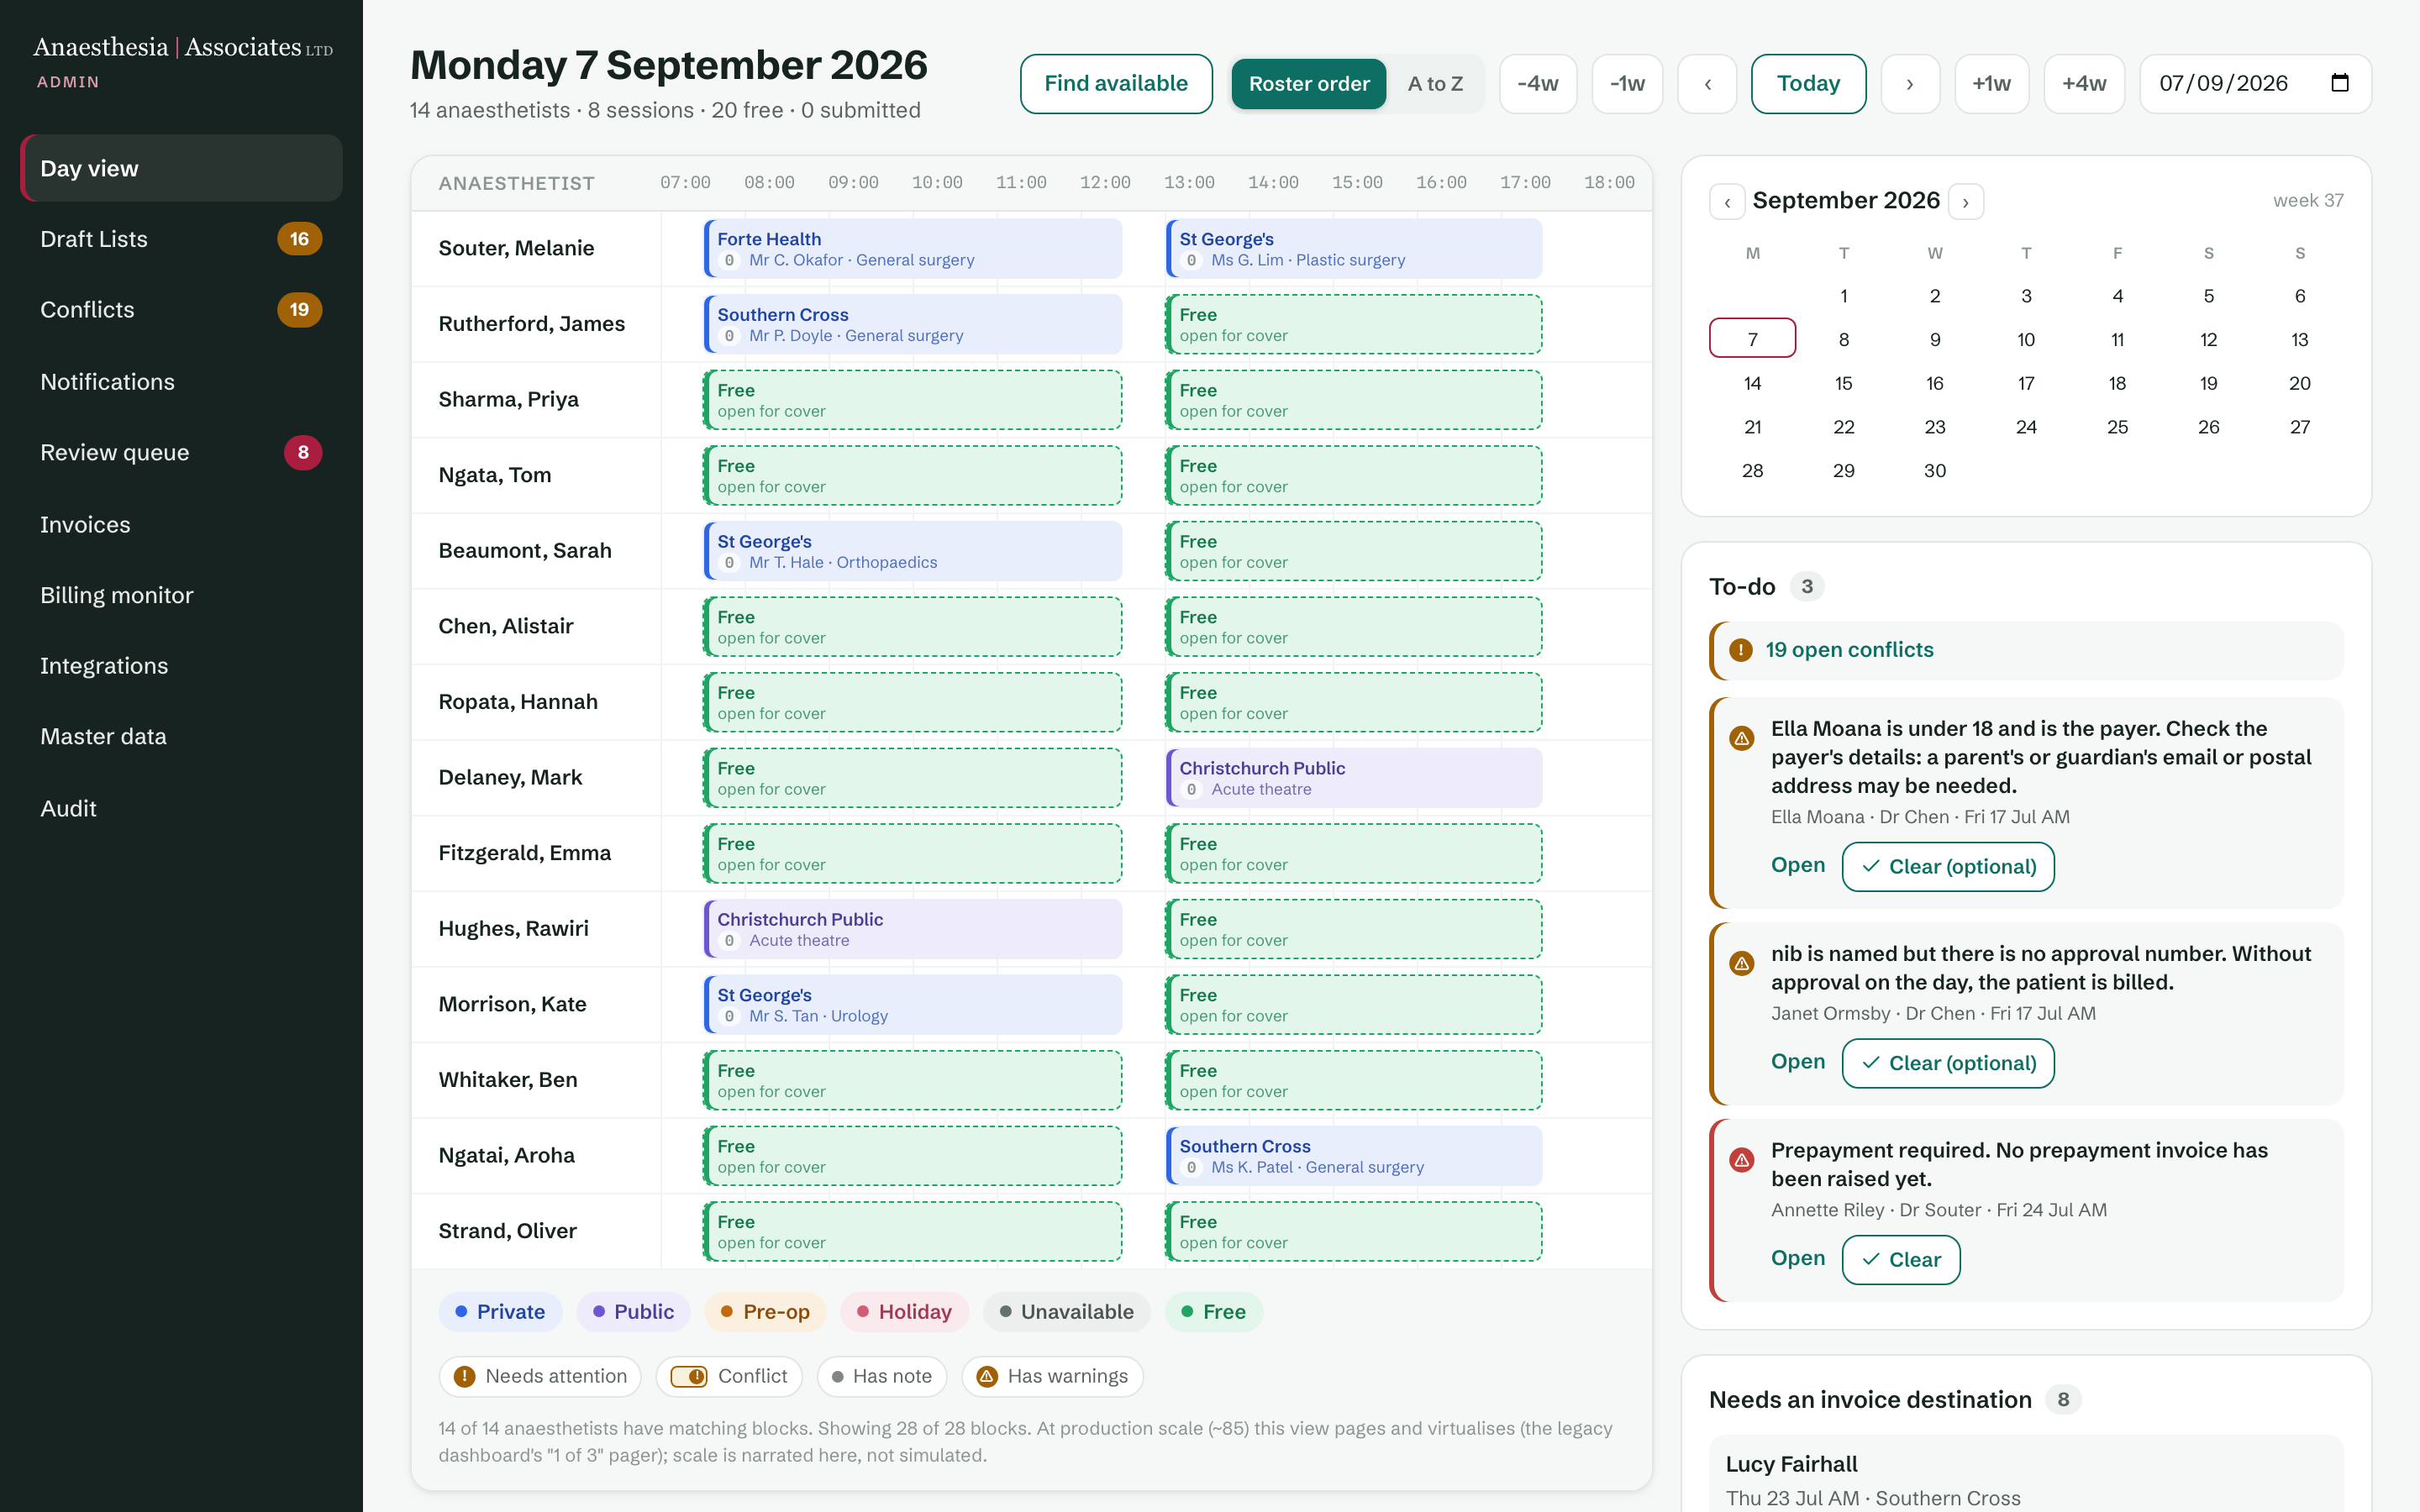 Anaesthesia | Associates LTD
ADMIN
Day view
Draft Lists 16
Conflicts 19
Notifications
Review queue 8
Invoices
Billing monitor
Integrations
Master data
Audit
Monday 7 September 2026
14 anaesthetists · 8 sessions · 20 free · 0 submitted
Find available Roster order A to Z -4w -1w ‹ Today › +1w +4w 07/09/2026
ANAESTHETIST 07:00 08:00 09:00 10:00 11:00 12:00 13:00 14:00 15:00 16:00 17:00 18:00
Souter, Melanie
Forte Health
0 Mr C. Okafor · General surgery
St George's
0 Ms G. Lim · Plastic surgery
Rutherford, James
Southern Cross
0 Mr P. Doyle · General surgery
Free
open for cover
Sharma, Priya
Free
open for cover
Free
open for cover
Ngata, Tom
Free
open for cover
Free
open for cover
Beaumont, Sarah
St George's
0 Mr T. Hale · Orthopaedics
Free
open for cover
Chen, Alistair
Free
open for cover
Free
open for cover
Ropata, Hannah
Free
open for cover
Free
open for cover
Delaney, Mark
Free
open for cover
Christchurch Public
0 Acute theatre
Fitzgerald, Emma
Free
open for cover
Free
open for cover
Hughes, Rawiri
Christchurch Public
0 Acute theatre
Free
open for cover
Morrison, Kate
St George's
0 Mr S. Tan · Urology
Free
open for cover
Whitaker, Ben
Free
open for cover
Free
open for cover
Ngatai, Aroha
Free
open for cover
Southern Cross
0 Ms K. Patel · General surgery
Strand, Oliver
Free
open for cover
Free
open for cover
Private Public Pre-op Holiday Unavailable Free
Needs attention Conflict Has note Has warnings
14 of 14 anaesthetists have matching blocks. Showing 28 of 28 blocks. At production scale (~85) this view pages and virtualises (the legacy
dashboard's "1 of 3" pager); scale is narrated here, not simulated.
‹ September 2026 › week 37
M T W T F S S
1 2 3 4 5 6
7 8 9 10 11 12 13
14 15 16 17 18 19 20
21 22 23 24 25 26 27
28 29 30
To-do 3
19 open conflicts
Ella Moana is under 18 and is the payer. Check the
payer's details: a parent's or guardian's email or postal
address may be needed.
Ella Moana · Dr Chen · Fri 17 Jul AM
Open Clear (optional)
nib is named but there is no approval number. Without
approval on the day, the patient is billed.
Janet Ormsby · Dr Chen · Fri 17 Jul AM
Open Clear (optional)
Prepayment required. No prepayment invoice has
been raised yet.
Annette Riley · Dr Souter · Fri 24 Jul AM
Open Clear
Needs an invoice destination 8
Lucy Fairhall
Thu 23 Jul AM · Southern Cross